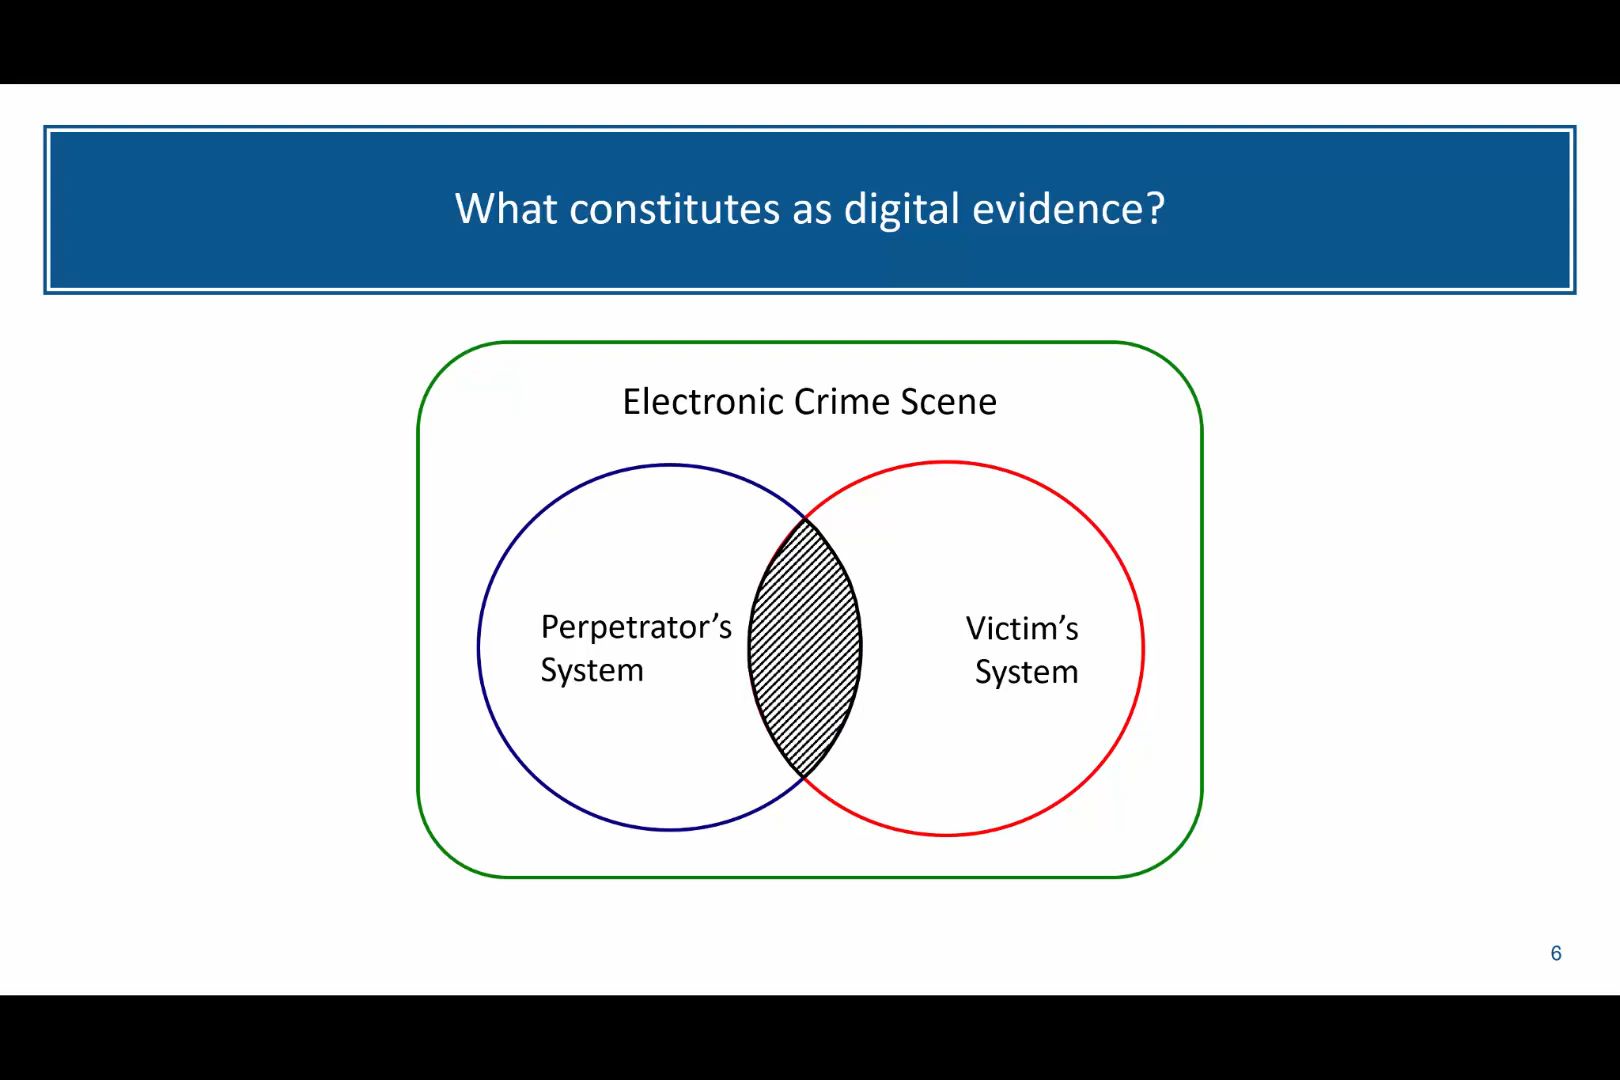 What constitutes as digital evidence?
Electronic Crime Scene
Perpetrator’s
System
Victim’s
System
6